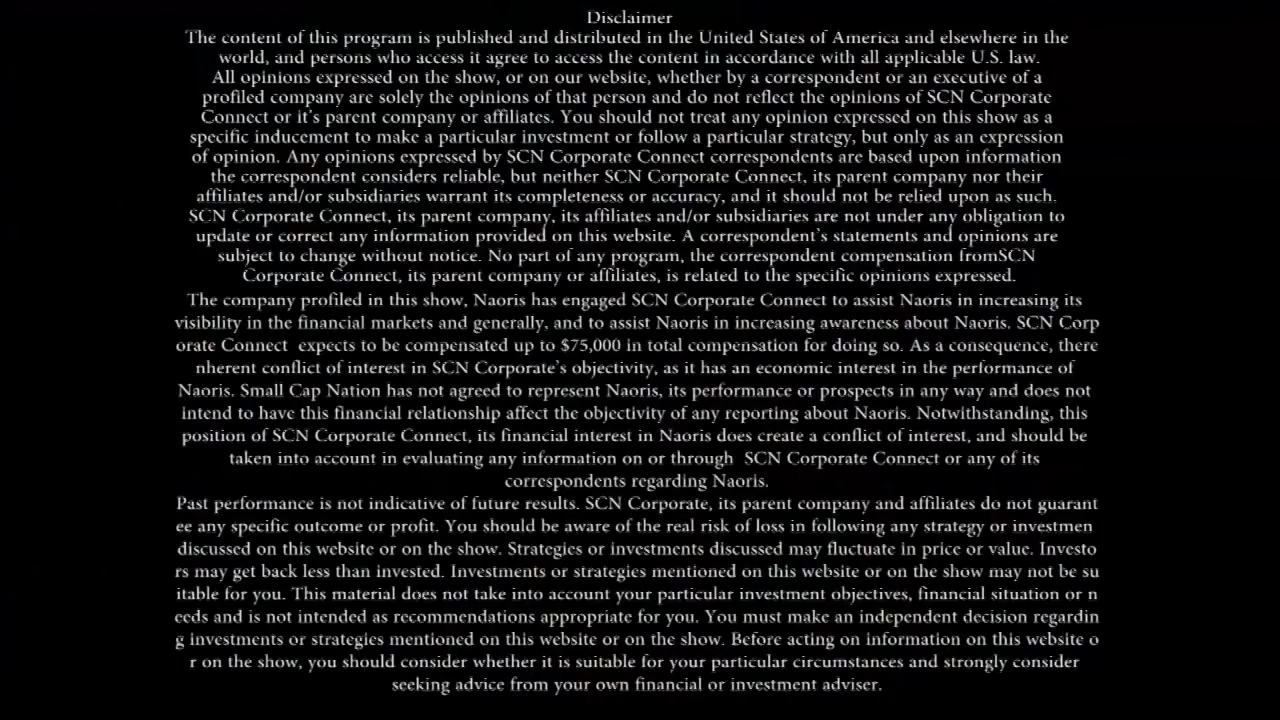 Disclaimer
The content of this program is published and distributed in the United States of America and elsewhere in the
world, and persons who access it agree to access the content in accordance with all applicable U.S. law.
All opinions expressed on the show, or on our website, whether by a correspondent or an executive of a
profiled company are solely the opinions of that person and do not reflect the opinions of SCN Corporate
Connect or it's parent company or affiliates. You should not treat any opinion expressed on this show as a
specific inducement to make a particular investment or follow a particular strategy, but only as an expression
of opinion. Any opinions expressed by SCN Corporate Connect correspondents are based upon information
the correspondent considers reliable, but neither SCN Corporate Connect, its parent company nor their
affiliates and/or subsidiaries warrant its completeness or accuracy, and it should not be relied upon as such.
SCN Corporate Connect, its parent company, its affiliates and/or subsidiaries are not under any obligation to
update or correct any information provided on this website. A correspondent's statements and opinions are
subject to change without notice. No part of any program, the correspondent compensation fromSCN
Corporate Connect, its parent company or affiliates, is related to the specific opinions expressed.
The company profiled in this show, Naoris has engaged SCN Corporate Connect to assist Naoris in increasing its
visibility in the financial markets and generally, and to assist Naoris in increasing awareness about Naoris. SCN Corp
orate Connect expects to be compensated up to $75,000 in total compensation for doing so. As a consequence, there
nherent conflict of interest in SCN Corporate's objectivity, as it has an economic interest in the performance of
Naoris. Small Cap Nation has not agreed to represent Naoris, its performance or prospects in any way and does not
intend to have this financial relationship affect the objectivity of any reporting about Naoris. Notwithstanding, this
position of SCN Corporate Connect, its financial interest in Naoris does create a conflict of interest, and should be
taken into account in evaluating any information on or through SCN Corporate Connect or any of its
correspondents regarding Naoris.
Past performance is not indicative of future results. SCN Corporate, its parent company and affiliates do not guarant
ee any specific outcome or profit. You should be aware of the real risk of loss in following any strategy or investmen
discussed on this website or on the show. Strategies or investments discussed may fluctuate in price or value. Investo
rs may get back less than invested. Investments or strategies mentioned on this website or on the show may not be su
itable for you. This material does not take into account your particular investment objectives, financial situation or n
eeds and is not intended as recommendations appropriate for you. You must make an independent decision regardin
g investments or strategies mentioned on this website or on the show. Before acting on information on this website o
r on the show, you should consider whether it is suitable for your particular circumstances and strongly consider
seeking advice from your own financial or investment adviser.